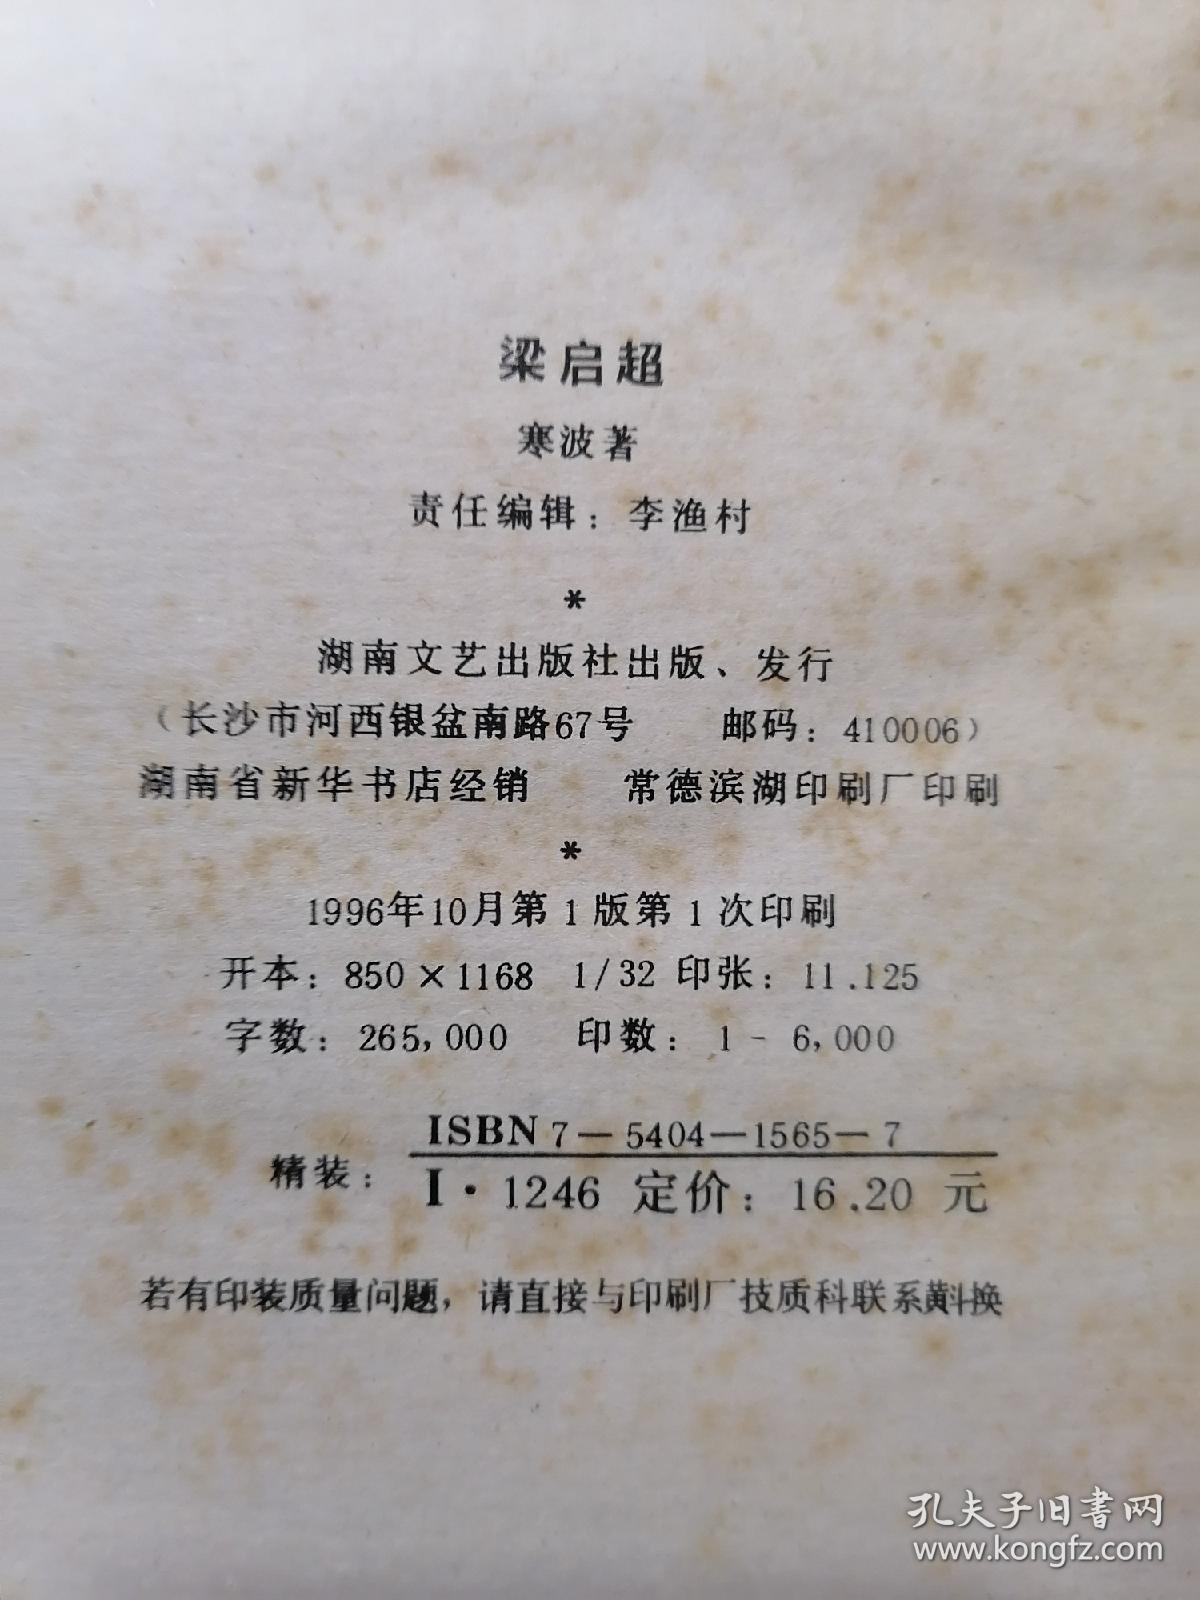 梁启超
寒波著
责任编辑：李渔村
*
湖南文艺出版社出版、发行
（长沙市河西银盆南路67号 邮码：410006）
湖南省新华书店经销 常德滨湖印刷厂印刷
*
1996年10月第1版第1次印刷
开本：850×1168 1/32 印张：11.125
字数：265,000 印数：1－6,000
ISBN 7—5404—1565—7
精装：
I·1246 定价：16.20 元
若有印装质量问题，请直接与印刷厂技质科联系换
孔夫子旧書网
www.kongfz.com